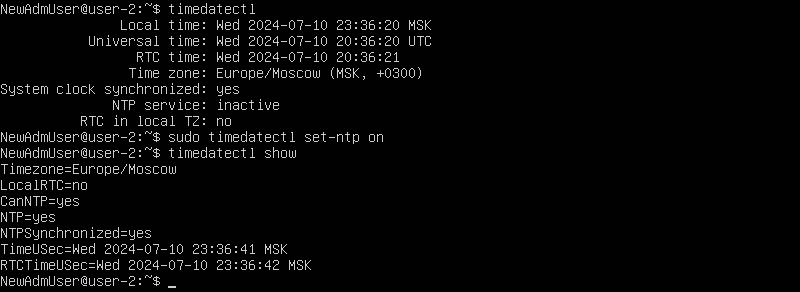 NewAdmUser@user-2:~$ timedatectl
Local time: Wed 2024-07-10 23:36:20 MSK
Universal time: Wed 2024-07-10 20:36:20 UTC
RTC time: Wed 2024-07-10 20:36:21
Time zone: Europe/Moscow (MSK, +0300)
System clock synchronized: yes
NTP service: inactive
RTC in local TZ: no
NewAdmUser@user-2:~$ sudo timedatectl set-ntp on
NewAdmUser@user-2:~$ timedatectl show
Timezone=Europe/Moscow
LocalRTC=no
CanNTP=yes
NTP=yes
NTPSynchronized=yes
TimeUSec=Wed 2024-07-10 23:36:41 MSK
RTCTimeUSec=Wed 2024-07-10 23:36:42 MSK
NewAdmUser@user-2:~$ _